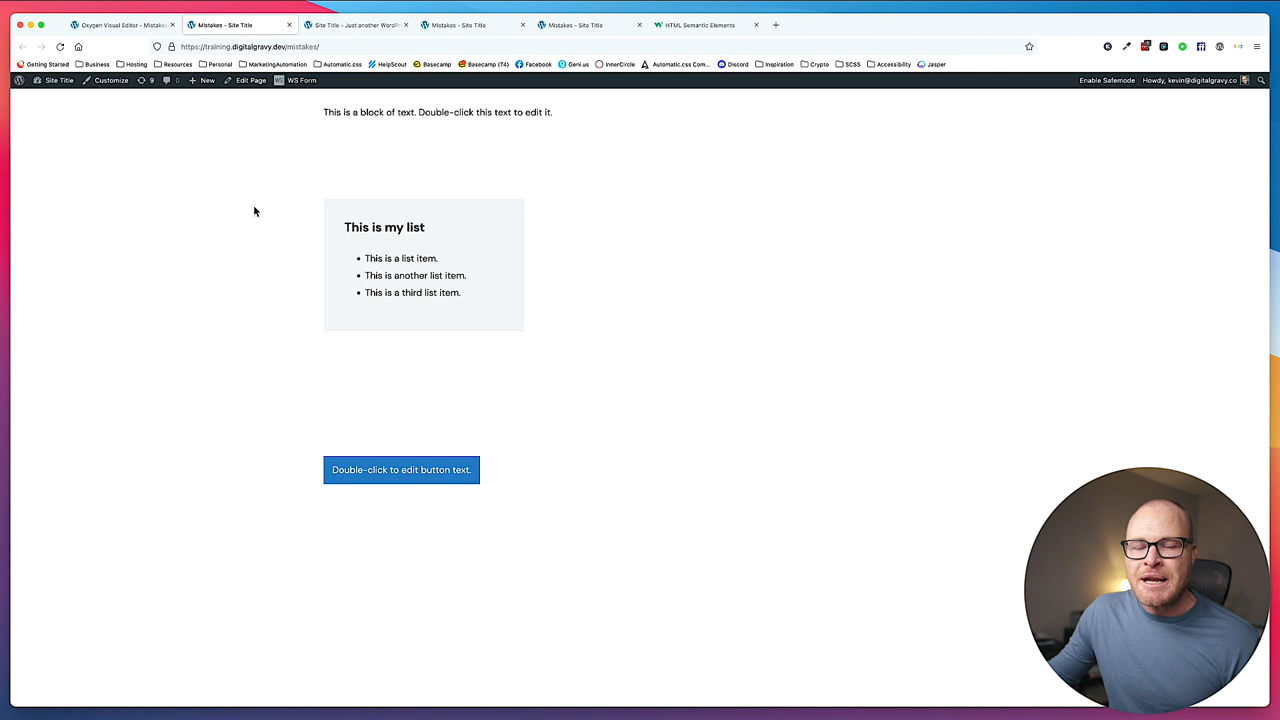 Oxygen Visual Editor - Mistakes
Mistakes - Site Title
Site Title - Just another WordPr
Mistakes - Site Title
Mistakes - Site Title
HTML Semantic Elements
https://training.digitalgravy.dev/mistakes/
Getting Started
Business
Hosting
Resources
Personal
MarketingAutomation
Automatic.css
HelpScout
Basecamp
Basecamp (T4)
Facebook
Geni.us
InnerCircle
Automatic.css Com...
Discord
Inspiration
Crypto
SCSS
Accessibility
Jasper
Site Title
Customize
9
0
New
Edit Page
WS Form
Enable Safemode
Howdy, kevin@digitalgravy.co
This is a block of text. Double-click this text to edit it.
This is my list
• This is a list item.
• This is another list item.
• This is a third list item.
Double-click to edit button text.